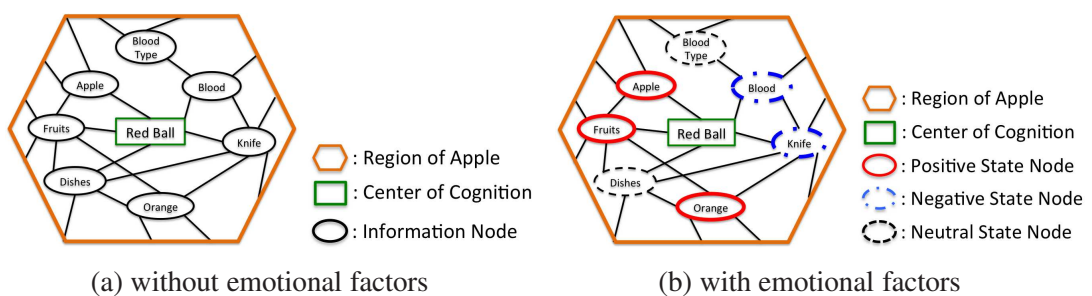 Blood
Type
Apple
Blood
Fruits
Red Ball
Knife
Dishes
Orange
: Region of Apple
: Center of Cognition
: Information Node
(a) without emotional factors
Blood
Type
Apple
Blood
Fruits
Red Ball
Knife
Dishes
Orange
: Region of Apple
: Center of Cognition
: Positive State Node
: Negative State Node
: Neutral State Node
(b) with emotional factors